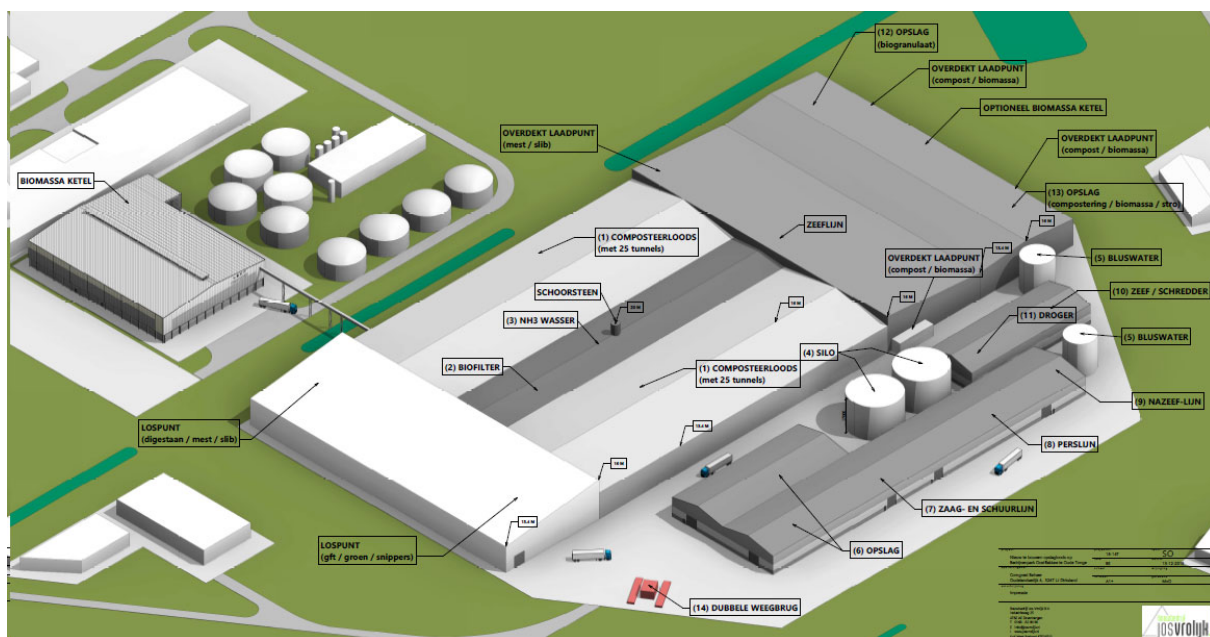 (12) OPSLAG
(biogranulaat)
OVERDEKT LAADPUNT
(compost / biomassa)
OPTIONEEL BIOMASSA KETEL
OVERDEKT LAADPUNT
(mest / slib)
OVERDEKT LAADPUNT
(compost / biomassa)
BIOMASSA KETEL
(13) OPSLAG
(compostering / biomassa / stro)
ZEEFLIJN
(1) COMPOSTEERLOODS
(met 25 tunnels)
OVERDEKT LAADPUNT
(compost / biomassa)
(5) BLUSWATER
SCHOORSTEEN
(10) ZEEF / SCHREDDER
(3) NH3 WASSER
(11) DROGER
(5) BLUSWATER
(4) SILO
(2) BIOFILTER
(1) COMPOSTEERLOODS
(met 25 tunnels)
(9) NAZEEF-LIJN
LOSPUNT
(digestaan / mest / slib)
(8) PERSLIJN
(7) ZAAG- EN SCHUURLIJN
LOSPUNT
(gft / groen / snippers)
(6) OPSLAG
(14) DUBBELE WEEGBRUG
SO
josvrolijk